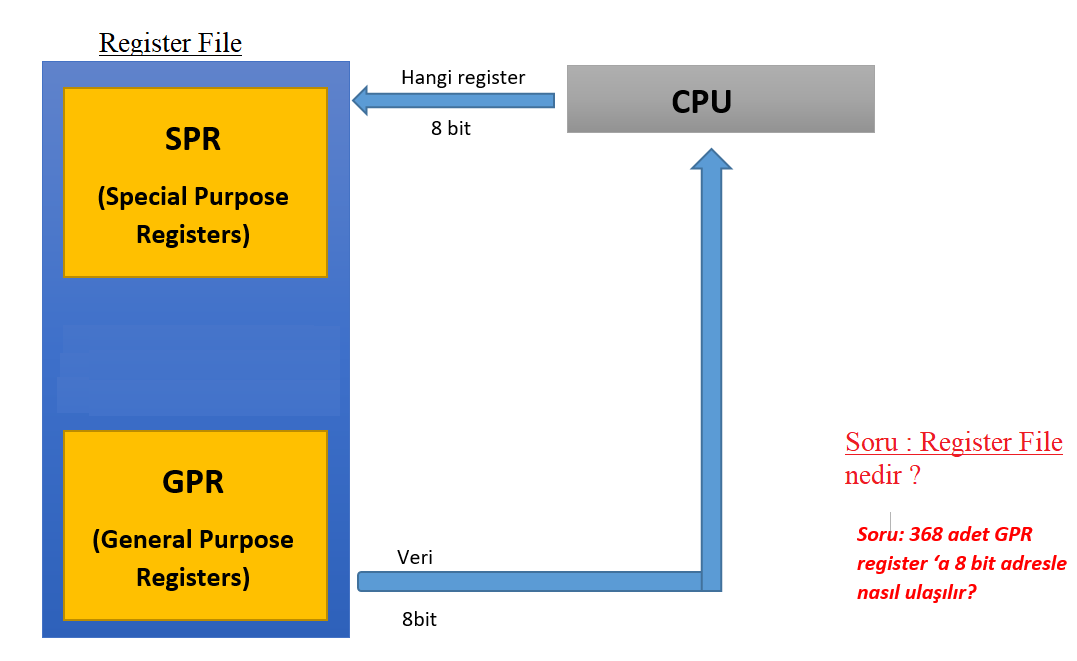 Register File
SPR
(Special Purpose
Registers)
Hangi register
8 bit
CPU
GPR
(General Purpose
Registers)
Veri
8bit
Soru : Register File
nedir ?
Soru: 368 adet GPR
register ‘a 8 bit adresle
nasıl ulaşılır?